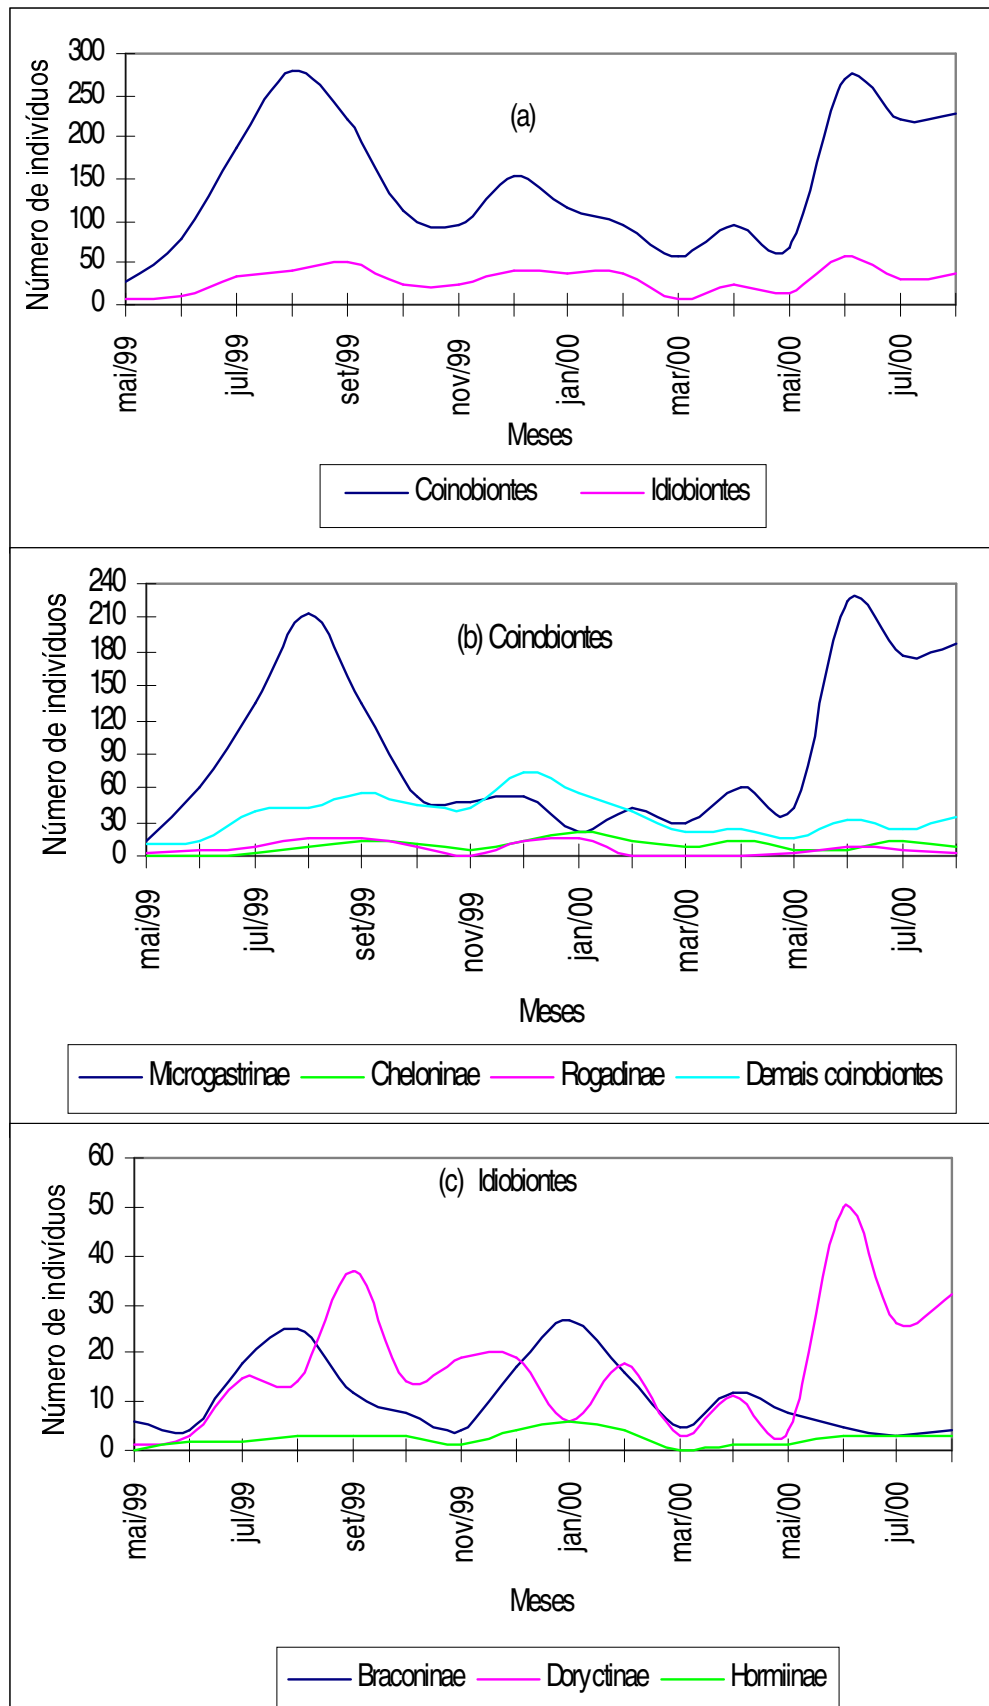 (a)
Número de indivíduos
300
250
200
150
100
50
0
mai/99
jul/99
set/99
nov/99
jan/00
mar/00
mai/00
jul/00
Meses
Coinobiontes
Idiobiontes
(b) Coinobiontes
Número de indivíduos
240
210
180
150
120
90
60
30
0
mai/99
jul/99
set/99
nov/99
jan/00
mar/00
mai/00
jul/00
Meses
Microgastrinae
Cheloninae
Rogadinae
Demais coinobiontes
(c) Idiobiontes
Número de indivíduos
60
50
40
30
20
10
0
mai/99
jul/99
set/99
nov/99
jan/00
mar/00
mai/00
jul/00
Meses
Braconinae
Doryctinae
Hormiinae